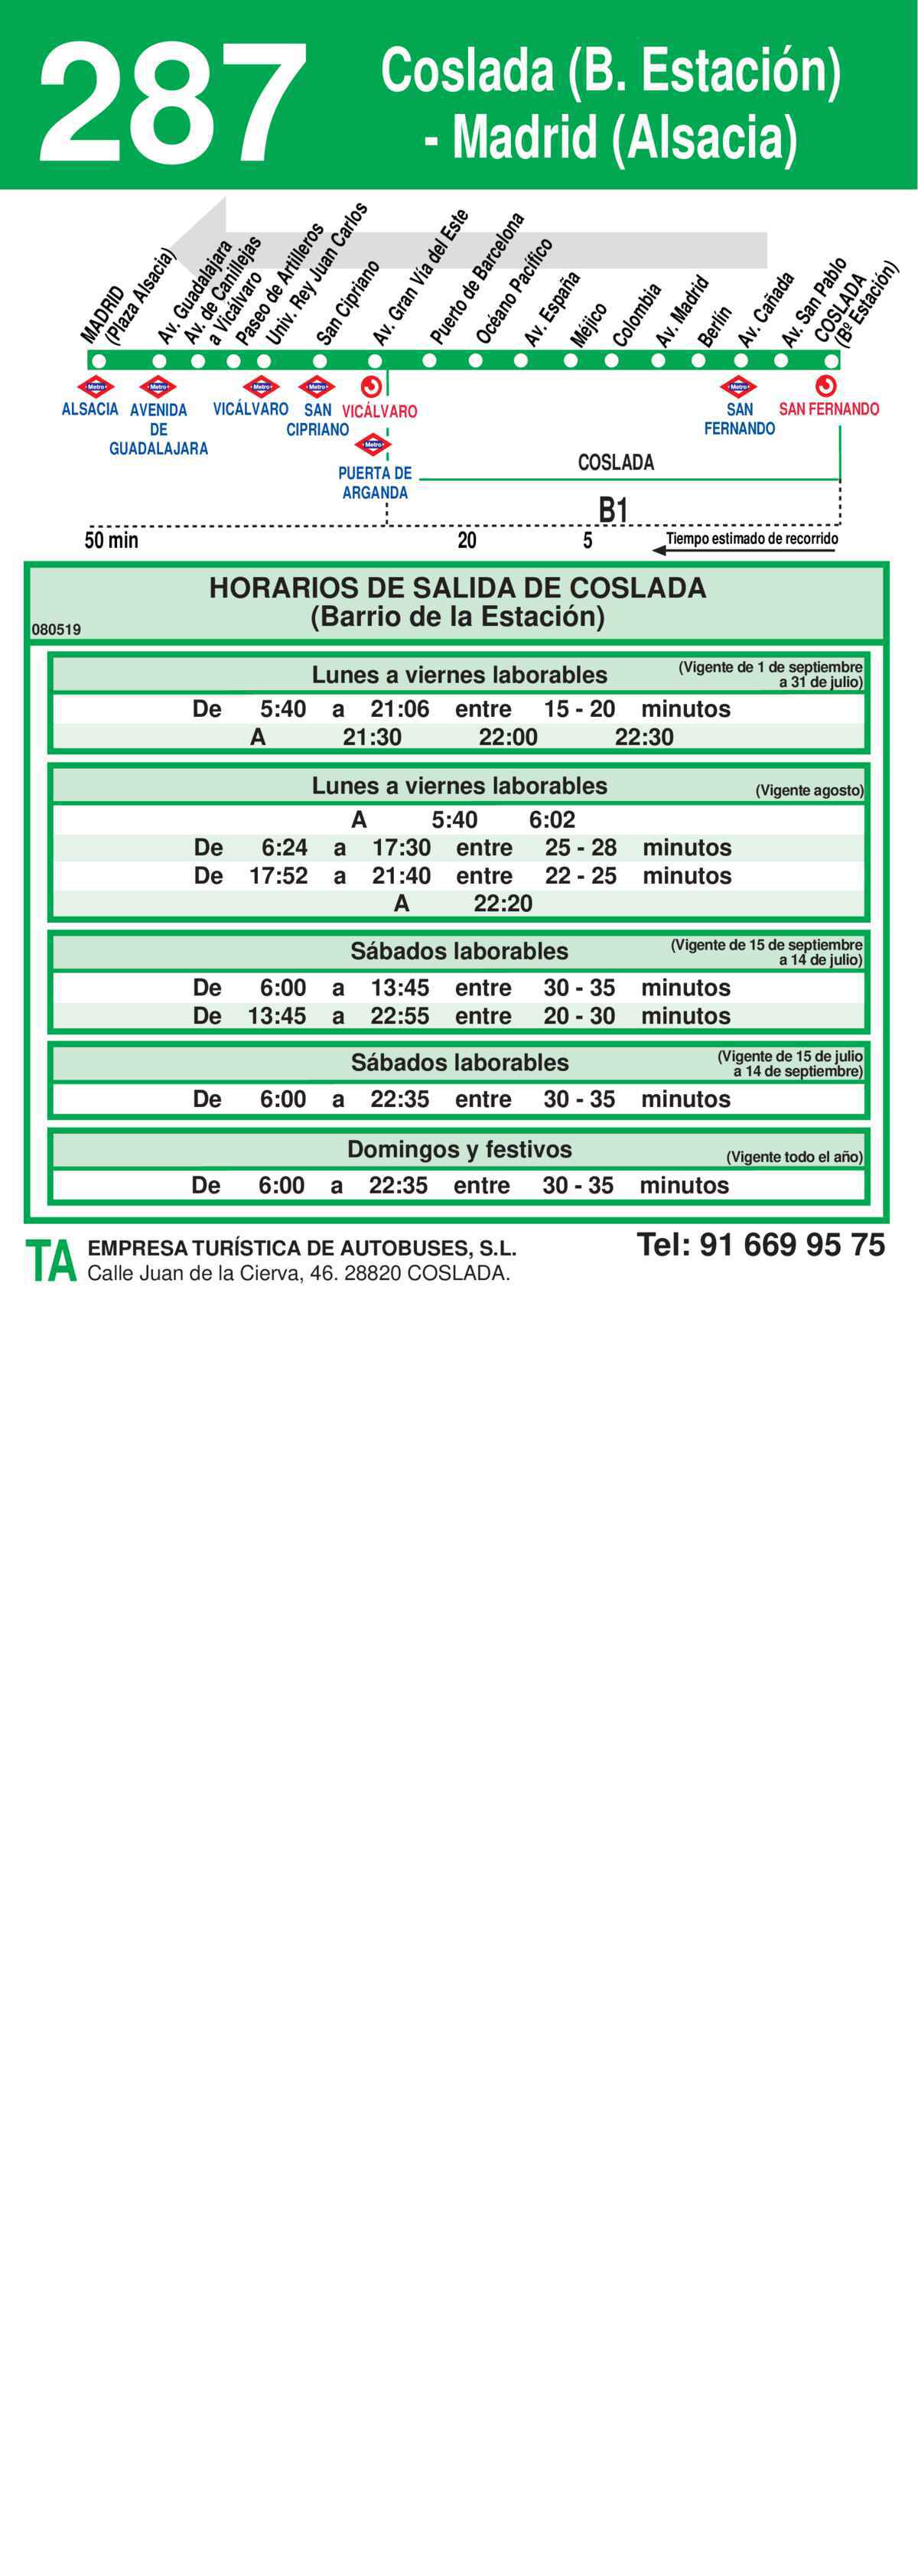 287
Coslada (B. Estación)
- Madrid (Alsacia)
MADRID
(Plaza Alsacia)
Av. Guadalajara
Av. de Canillejas
a Vicálvaro
Paseo de Artilleros
Univ. Rey Juan Carlos
San Cipriano
Av. Gran Vía del Este
Puerto de Barcelona
Océano Pacífico
Av. España
Méjico
Colombia
Av. Madrid
Berlín
Av. Cañada
Av. San Pablo
COSLADA
(Bº Estación)
Metro Metro Metro Metro Metro
ALSACIA AVENIDA VICÁLVARO SAN VICÁLVARO SAN SAN FERNANDO
DE CIPRIANO FERNANDO
GUADALAJARA
Metro
COSLADA
PUERTA DE
ARGANDA
B1
50 min 20 5 Tiempo estimado de recorrido
HORARIOS DE SALIDA DE COSLADA
(Barrio de la Estación)
080519
Lunes a viernes laborables (Vigente de 1 de septiembre
a 31 de julio)
De 5:40 a 21:06 entre 15 - 20 minutos
A 21:30 22:00 22:30
Lunes a viernes laborables (Vigente agosto)
A 5:40 6:02
De 6:24 a 17:30 entre 25 - 28 minutos
De 17:52 a 21:40 entre 22 - 25 minutos
A 22:20
Sábados laborables (Vigente de 15 de septiembre
a 14 de julio)
De 6:00 a 13:45 entre 30 - 35 minutos
De 13:45 a 22:55 entre 20 - 30 minutos
Sábados laborables (Vigente de 15 de julio
a 14 de septiembre)
De 6:00 a 22:35 entre 30 - 35 minutos
Domingos y festivos (Vigente todo el año)
De 6:00 a 22:35 entre 30 - 35 minutos
TA EMPRESA TURÍSTICA DE AUTOBUSES, S.L. Tel: 91 669 95 75
Calle Juan de la Cierva, 46. 28820 COSLADA.